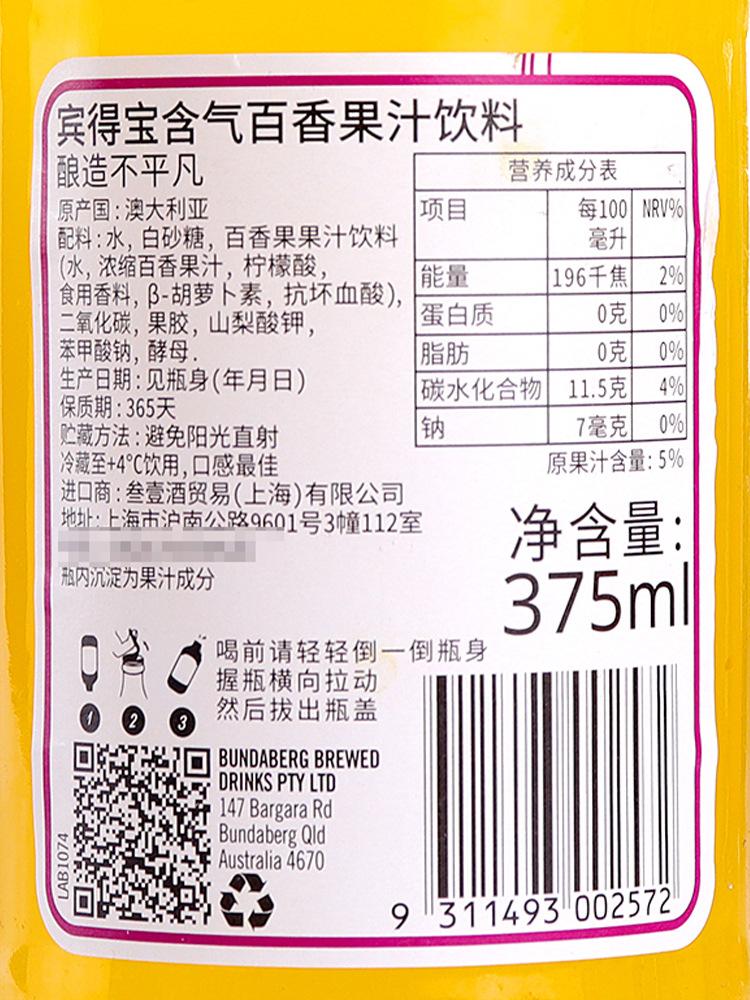 宾得宝含气百香果汁饮料
酿造不平凡
原产国:澳大利亚
配料:水, 白砂糖, 百香果果汁饮料
(水, 浓缩百香果汁, 柠檬酸,
食用香料, β-胡萝卜素, 抗坏血酸),
二氧化碳, 果胶, 山梨酸钾,
苯甲酸钠, 酵母.
生产日期:见瓶身(年月日)
保质期:365天
贮藏方法:避免阳光直射
冷藏至+4°C饮用,口感最佳
进口商:叁壹酒贸易(上海)有限公司
地址:上海市沪南公路9601号3幢112室
瓶内沉淀为果汁成分
营养成分表
项目 每100毫升 NRV%
能量 196千焦 2%
蛋白质 0克 0%
脂肪 0克 0%
碳水化合物 11.5克 4%
钠 7毫克 0%
原果汁含量:5%
净含量:
375ml
喝前请轻轻倒一倒瓶身
握瓶横向拉动
然后拔出瓶盖
1 2 3
BUNDABERG BREWED
DRINKS PTY LTD
147 Bargara Rd
Bundaberg Qld
Australia 4670
LAB1074
9 311493 002572